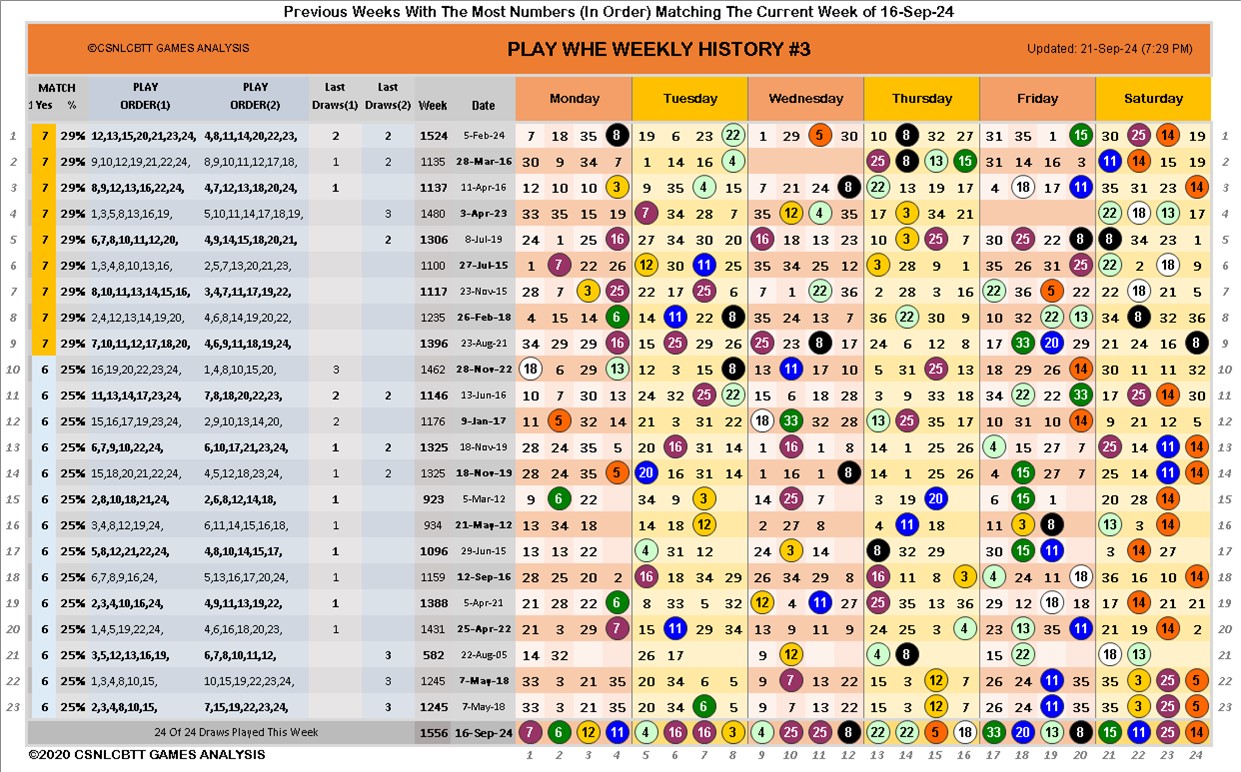 Previous Weeks With The Most Numbers (In Order) Matching The Current Week of 16-Sep-24
©CSNLCBTT GAMES ANALYSIS PLAY WHE WEEKLY HISTORY #3 Updated: 21-Sep-24 (7:29 PM)
MATCH PLAY PLAY Last Last
1 Yes % ORDER(1) ORDER(2) Draws(1) Draws(2) Week Date Monday Tuesday Wednesday Thursday Friday Saturday
1 7 29% 12,13,15,20,21,23,24, 4,8,11,14,20,22,23, 2 2 1524 5-Feb-24 7 18 35 8 19 6 23 22 1 29 5 30 10 8 32 27 31 35 1 15 30 25 14 19 1
2 7 29% 9,10,12,19,21,22,24, 8,9,10,11,12,17,18, 1 2 1135 28-Mar-16 30 9 34 7 1 14 16 4 25 8 13 15 31 14 16 3 11 14 15 19 2
3 7 29% 8,9,12,13,16,22,24, 4,7,12,13,18,20,24, 1 1137 11-Apr-16 12 10 10 3 9 35 4 15 7 21 24 8 22 13 19 17 4 18 17 11 35 31 23 14 3
4 7 29% 1,3,5,8,13,16,19, 5,10,11,14,17,18,19, 3 1480 3-Apr-23 33 35 15 19 7 34 28 7 35 12 4 35 17 3 34 21 22 18 13 17 4
5 7 29% 6,7,8,10,11,12,20, 4,9,14,15,18,20,21, 2 1306 8-Jul-19 24 1 25 16 27 34 30 20 16 18 13 23 10 3 15 7 30 25 22 8 8 34 23 1 5
6 7 29% 1,3,4,8,10,13,16, 2,5,7,13,20,21,23, 1100 27-Jul-15 1 7 22 26 12 30 11 25 35 34 25 12 3 28 9 1 35 26 31 25 22 2 18 9 6
7 7 29% 8,10,11,13,14,15,16, 3,4,7,11,17,19,22, 1117 23-Nov-15 28 7 3 25 22 17 25 6 7 1 22 36 2 28 3 16 22 36 5 22 22 18 21 5 7
8 7 29% 2,4,12,13,14,19,20, 4,6,8,14,19,20,22, 1235 26-Feb-18 4 15 14 6 14 11 22 8 35 24 13 7 36 22 30 9 10 32 22 13 34 8 32 36 8
9 7 29% 7,10,11,12,17,18,20, 4,6,9,11,18,19,24, 1396 23-Aug-21 34 29 29 16 15 25 29 29 25 23 8 17 24 6 12 8 17 33 20 29 21 24 16 8 9
10 6 25% 16,19,20,22,23,24, 1,4,8,10,15,20, 3 1462 28-Nov-22 18 6 29 13 12 3 15 8 13 11 17 10 5 31 25 13 18 29 26 14 30 11 11 32 10
11 6 25% 11,13,14,17,23,24, 7,8,18,20,22,23, 2 2 1146 13-Jun-16 10 7 30 13 24 32 25 22 15 6 18 28 3 9 33 18 34 22 22 33 17 25 14 30 11
12 6 25% 15,16,17,19,23,24, 2,9,10,13,14,20, 2 1176 9-Jan-17 11 5 32 14 21 3 31 22 18 33 32 28 13 25 35 17 10 31 10 14 9 21 12 5 12
13 6 25% 6,7,9,10,22,24, 6,10,17,21,23,24, 1 2 1325 18-Nov-19 28 24 35 5 20 16 31 14 1 16 1 8 14 1 25 26 4 15 27 7 25 14 11 14 13
14 6 25% 15,18,20,21,22,24, 4,5,12,18,23,24, 1 2 1325 18-Nov-19 28 24 35 5 20 16 31 14 1 16 1 8 14 1 25 26 4 15 27 7 25 14 11 14 14
15 6 25% 2,8,10,18,21,24, 2,6,8,12,14,18, 1 923 5-Mar-12 9 6 22 34 9 3 14 25 7 3 19 20 6 15 1 20 28 14 15
16 6 25% 3,4,8,12,19,24, 6,11,14,15,16,18, 1 934 21-May-12 13 34 18 14 18 12 2 27 8 4 11 18 11 3 8 13 3 14 16
17 6 25% 5,8,12,21,22,24, 4,8,10,14,15,17, 1 1096 29-Jun-15 13 13 22 4 31 12 24 3 14 8 32 29 30 15 11 3 14 27 17
18 6 25% 6,7,8,9,16,24, 5,13,16,17,20,24, 1 1159 12-Sep-16 28 25 20 2 16 18 34 29 26 34 29 8 16 11 8 3 4 24 11 18 36 16 10 14 18
19 6 25% 2,3,4,10,16,24, 4,9,11,13,19,22, 1 1388 5-Apr-21 21 28 22 6 8 33 5 32 12 4 11 27 25 35 13 36 29 12 18 18 17 14 21 21 19
20 6 25% 1,4,5,19,22,24, 4,6,16,18,20,23, 1 1431 25-Apr-22 21 3 29 7 15 11 29 34 13 9 11 9 24 25 3 4 23 13 35 11 21 19 14 2 20
21 6 25% 3,5,12,13,16,19, 6,7,8,10,11,12, 3 582 22-Aug-05 14 32 26 17 9 12 4 8 15 22 18 13 21
22 6 25% 1,3,4,8,10,15, 10,15,19,22,23,24, 3 1245 7-May-18 33 3 21 35 20 34 6 5 9 7 13 22 15 3 12 7 26 24 11 35 35 3 25 5 22
23 6 25% 2,3,4,8,10,15, 7,15,19,22,23,24, 3 1245 7-May-18 33 3 21 35 20 34 6 5 9 7 13 22 15 3 12 7 26 24 11 35 35 3 25 5 23
24 Of 24 Draws Played This Week 1556 16-Sep-24 7 6 12 11 4 16 16 3 4 25 25 8 22 22 5 18 33 20 13 8 15 11 25 14
©2020 CSNLCBTT GAMES ANALYSIS 1 2 3 4 5 6 7 8 9 10 11 12 13 14 15 16 17 18 19 20 21 22 23 24